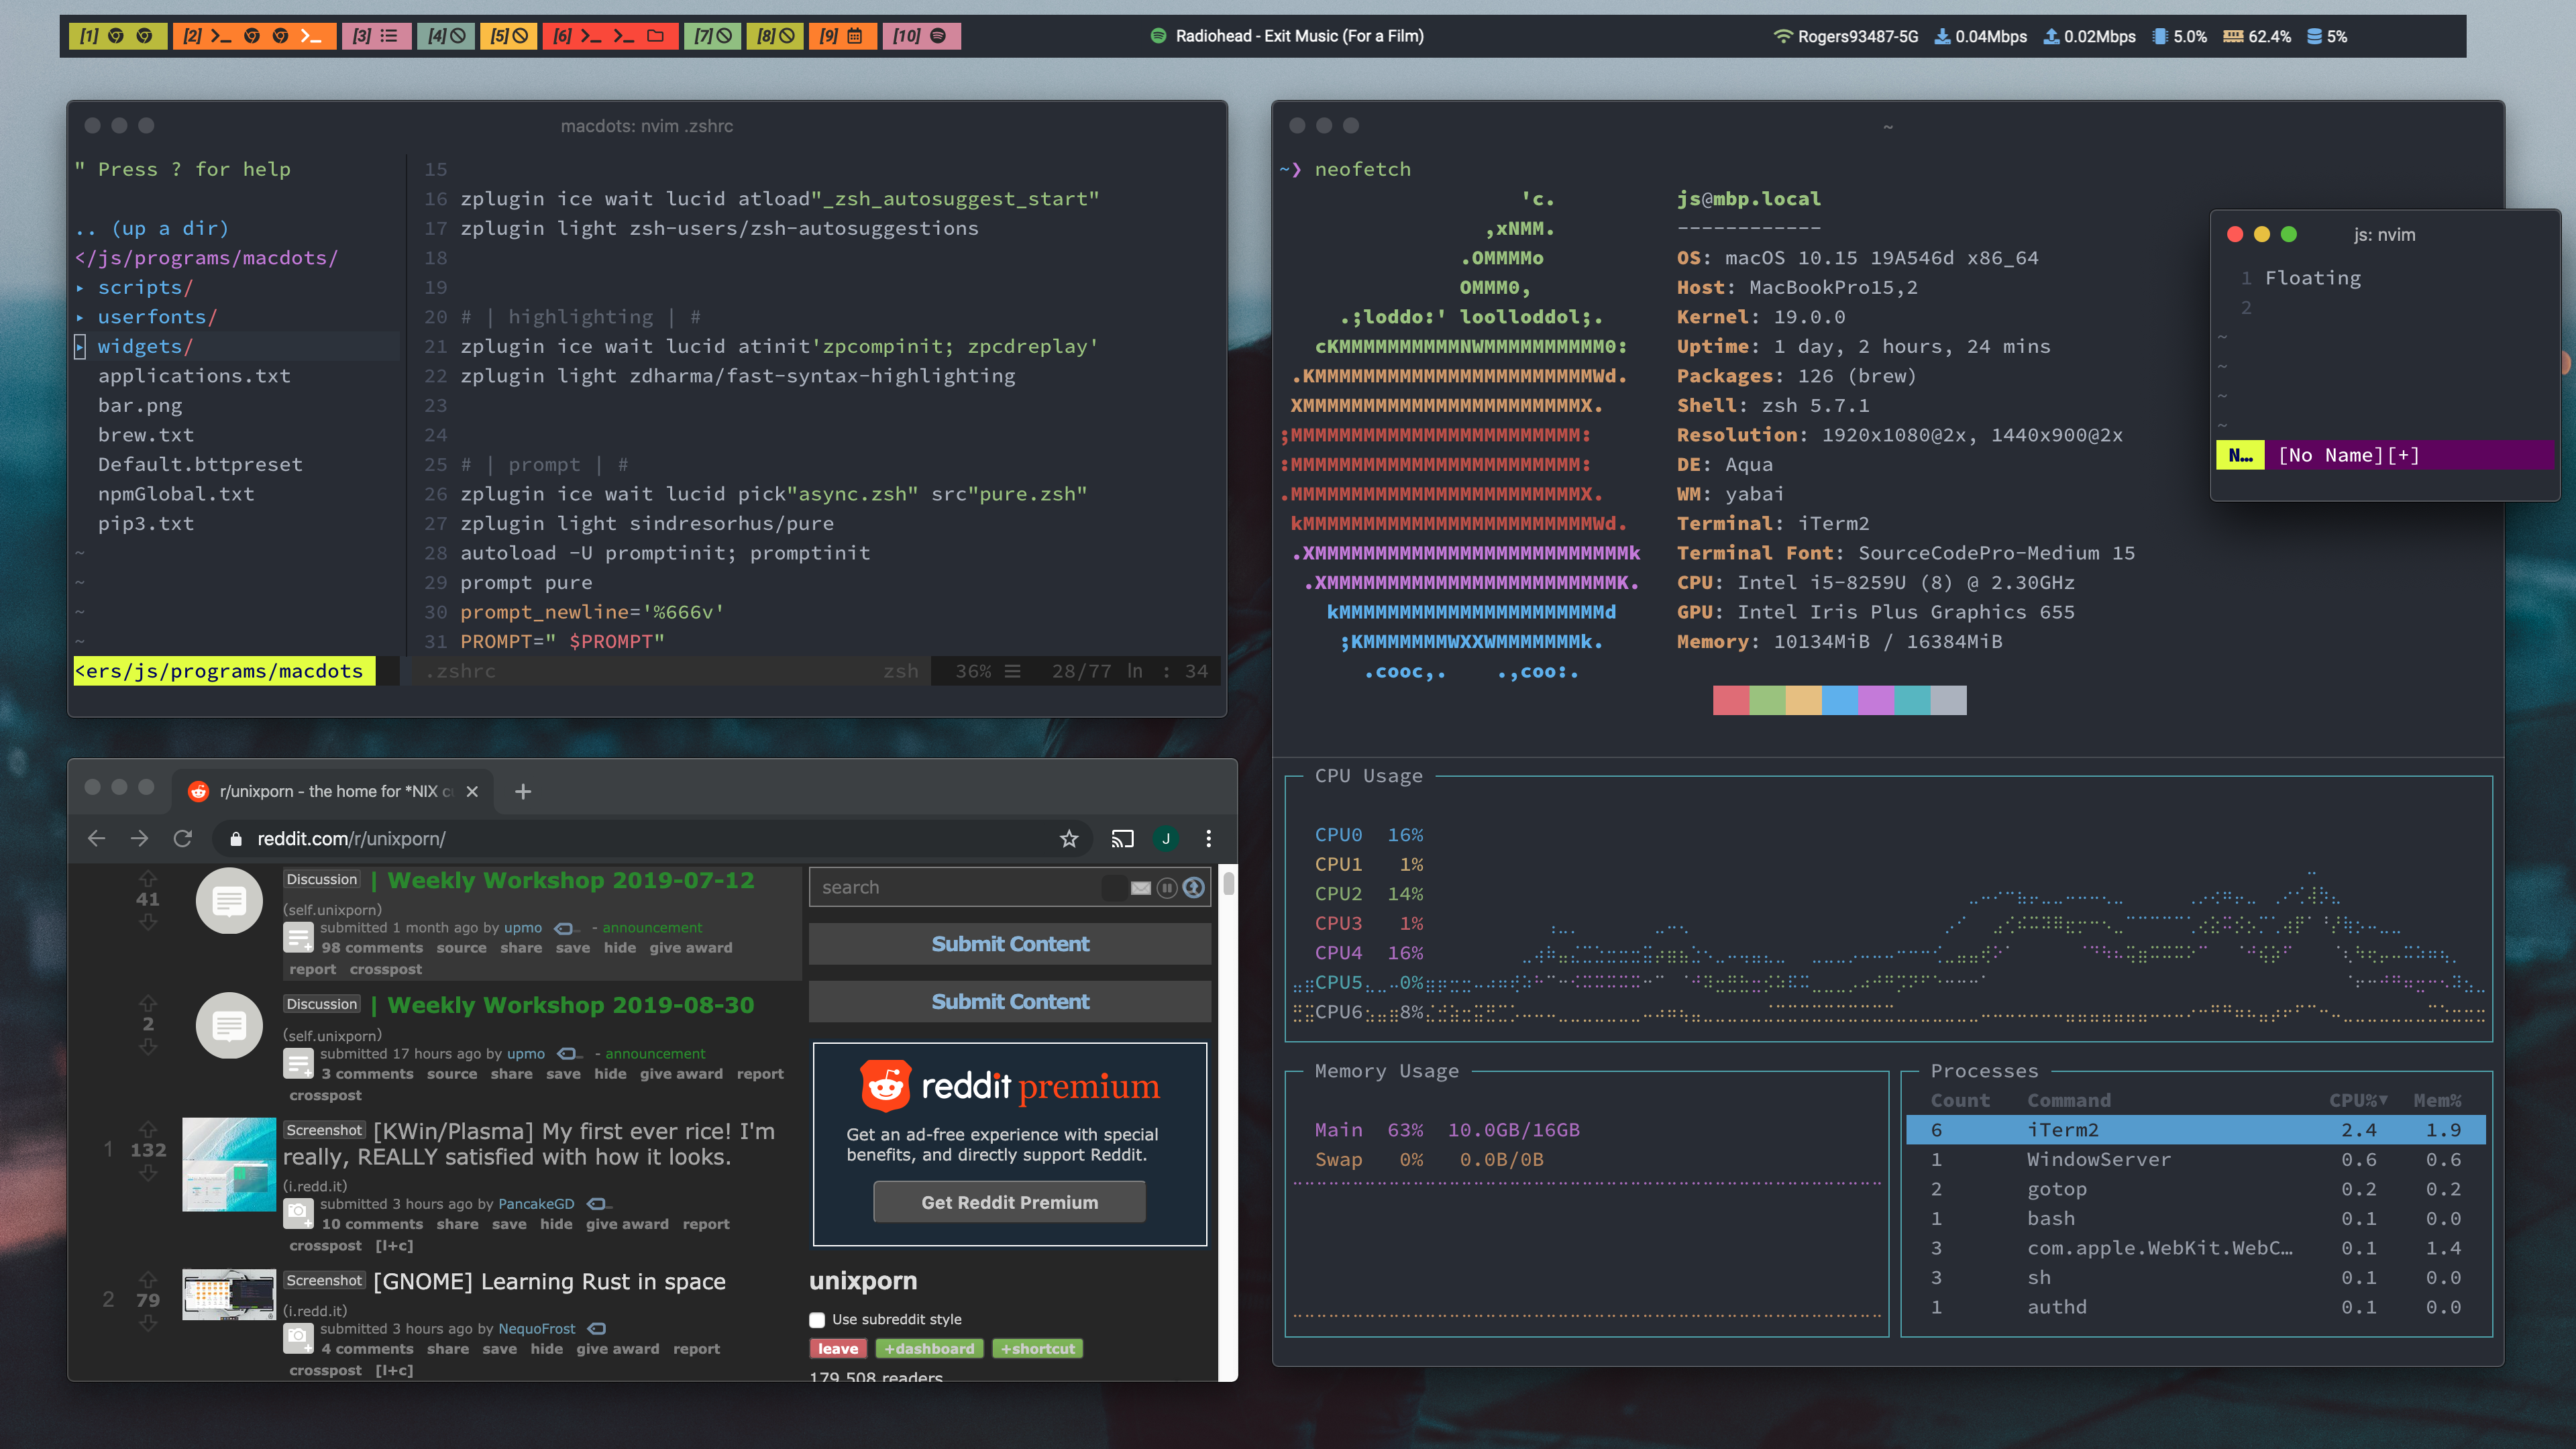 [1] [2] [3] [4] [5] [6] [7] [8] [9] [10]
Radiohead - Exit Music (For a Film)
Rogers93487-5G 0.04Mbps 0.02Mbps 5.0% 62.4% 5%
macdots: nvim .zshrc
" Press ? for help
.. (up a dir)
</js/programs/macdots/
▸ scripts/
▸ userfonts/
▸ widgets/
applications.txt
bar.png
brew.txt
Default.bttpreset
npmGlobal.txt
pip3.txt
~
~
~
~
<ers/js/programs/macdots
15
16 zplugin ice wait lucid atload"_zsh_autosuggest_start"
17 zplugin light zsh-users/zsh-autosuggestions
18
19
20 # | highlighting | #
21 zplugin ice wait lucid atinit'zpcompinit; zpcdreplay'
22 zplugin light zdharma/fast-syntax-highlighting
23
24
25 # | prompt | #
26 zplugin ice wait lucid pick"async.zsh" src"pure.zsh"
27 zplugin light sindresorhus/pure
28 autoload -U promptinit; promptinit
29 prompt pure
30 prompt_newline='%666v'
31 PROMPT=" $PROMPT"
.zshrc zsh 36% ☰ 28/77 ln : 34
~
~❯ neofetch
'c.
,xNMM.
.OMMMMo
OMMM0,
.;loddo:' loolloddol;.
cKMMMMMMMMMMNWMMMMMMMMMM0:
.KMMMMMMMMMMMMMMMMMMMMMMMWd.
XMMMMMMMMMMMMMMMMMMMMMMMX.
;MMMMMMMMMMMMMMMMMMMMMMMM:
:MMMMMMMMMMMMMMMMMMMMMMMM:
.MMMMMMMMMMMMMMMMMMMMMMMMX.
kMMMMMMMMMMMMMMMMMMMMMMMMWd.
.XMMMMMMMMMMMMMMMMMMMMMMMMMMk
.XMMMMMMMMMMMMMMMMMMMMMMMMK.
kMMMMMMMMMMMMMMMMMMMMMMd
;KMMMMMMMWXXWMMMMMMMk.
.cooc,. .,coo:.
js@mbp.local
------------
OS: macOS 10.15 19A546d x86_64
Host: MacBookPro15,2
Kernel: 19.0.0
Uptime: 1 day, 2 hours, 24 mins
Packages: 126 (brew)
Shell: zsh 5.7.1
Resolution: 1920x1080@2x, 1440x900@2x
DE: Aqua
WM: yabai
Terminal: iTerm2
Terminal Font: SourceCodePro-Medium 15
CPU: Intel i5-8259U (8) @ 2.30GHz
GPU: Intel Iris Plus Graphics 655
Memory: 10134MiB / 16384MiB
js: nvim
1 Floating
2
~
~
~
~
N… [No Name][+]
r/unixporn - the home for *NIX
reddit.com/r/unixporn/
J
41
Discussion | Weekly Workshop 2019-07-12
(self.unixporn)
submitted 1 month ago by upmo - announcement
98 comments source share save hide give award
report crosspost
2
Discussion | Weekly Workshop 2019-08-30
(self.unixporn)
submitted 17 hours ago by upmo - announcement
3 comments source share save hide give award report
crosspost
1 132
Screenshot [KWin/Plasma] My first ever rice! I'm
really, REALLY satisfied with how it looks.
(i.redd.it)
submitted 3 hours ago by PancakeGD
10 comments share save hide give award report
crosspost [l+c]
2 79
Screenshot [GNOME] Learning Rust in space
(i.redd.it)
submitted 3 hours ago by NequoFrost
4 comments share save hide give award report
crosspost [l+c]
search
Submit Content
Submit Content
reddit premium
Get an ad-free experience with special
benefits, and directly support Reddit.
Get Reddit Premium
unixporn
Use subreddit style
leave +dashboard +shortcut
179,508 readers
CPU Usage
CPU0 16%
CPU1 1%
CPU2 14%
CPU3 1%
CPU4 16%
CPU5 0%
CPU6 8%
Memory Usage
Main 63% 10.0GB/16GB
Swap 0% 0.0B/0B
Processes
Count Command CPU%▼ Mem%
6 iTerm2 2.4 1.9
1 WindowServer 0.6 0.6
2 gotop 0.2 0.2
1 bash 0.1 0.0
3 com.apple.WebKit.WebC… 0.1 1.4
3 sh 0.1 0.0
1 authd 0.1 0.0